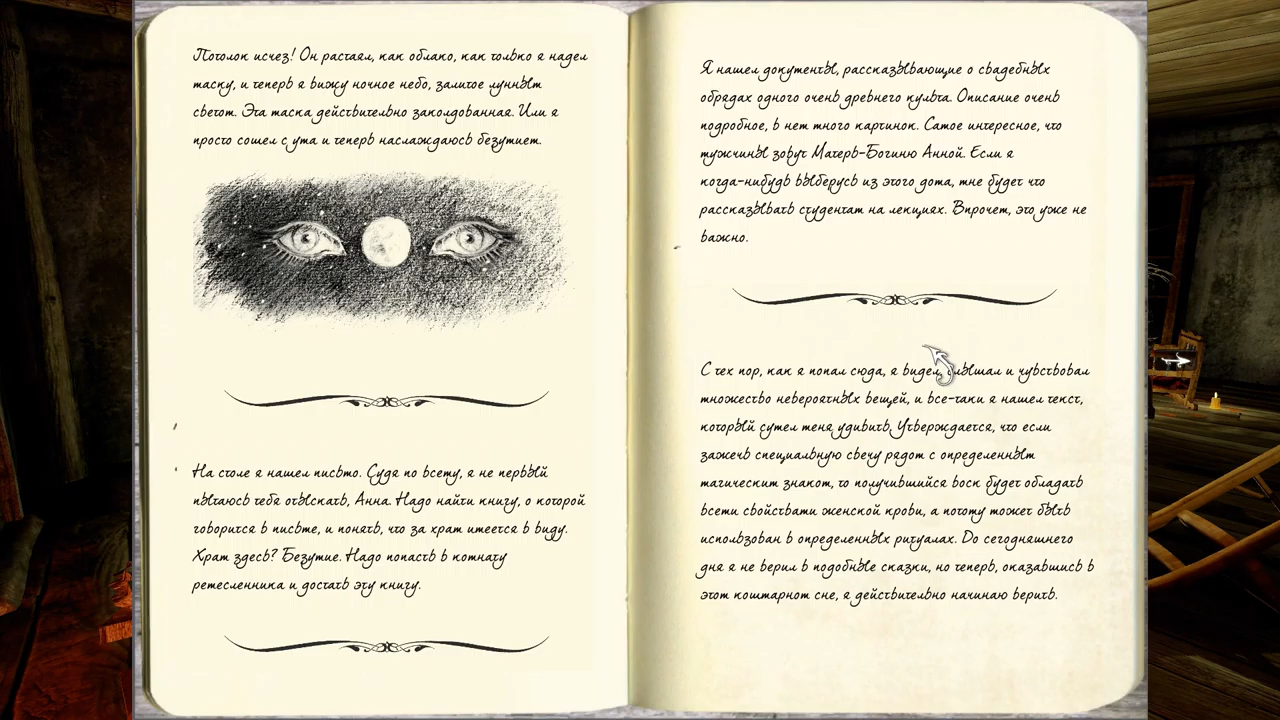 Потолок исчез! Он растаял, как облако, как только я надел
маску, и теперь я вижу ночное небо, залитое лунным
светом. Эта маска действительно заколдованная. Или я
просто сошел с ума и теперь наслаждаюсь безумием.
На столе я нашел письмо. Судя по всему, я не первый
пытаюсь тебя отыскать, Анна. Надо найти книгу, о которой
говорится в письме, и понять, что за храм имеется в виду.
Храм здесь? Безумие. Надо попасть в комнату
ремесленника и достать эту книгу.
Я нашел документы, рассказывающие о свадебных
обрядах одного очень древнего культа. Описание очень
подробное, в нем много картинок. Самое интересное, что
мужчины зовут Матерь-Богиню Анной. Если я
когда-нибудь выберусь из этого дома, мне будет что
рассказывать студентам на лекциях. Впрочем, это уже не
важно.
С тех пор, как я попал сюда, я видел, слышал и чувствовал
множество невероятных вещей, и все-таки я нашел текст,
который сумел меня удивить. Утверждается, что если
зажечь специальную свечу рядом с определенным
магическим знаком, то получившийся воск будет обладать
всеми свойствами женской крови, а потому может быть
использован в определенных ритуалах. До сегодняшнего
дня я не верил в подобные сказки, но теперь, оказавшись в
этом кошмарном сне, я действительно начинаю верить.